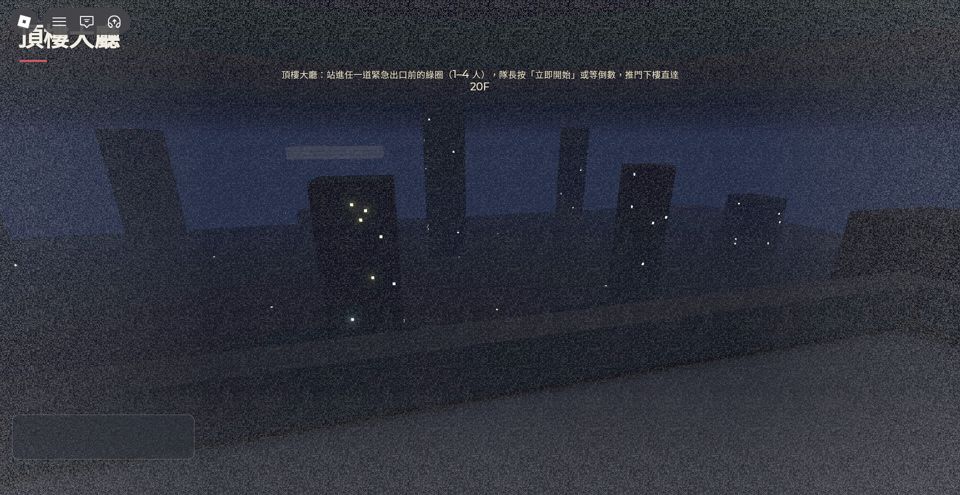 頂樓大廳
頂樓大廳：站進任一道緊急出口前的綠圈（1–4 人），隊長按「立即開始」或等倒數，推門下樓直達
20F